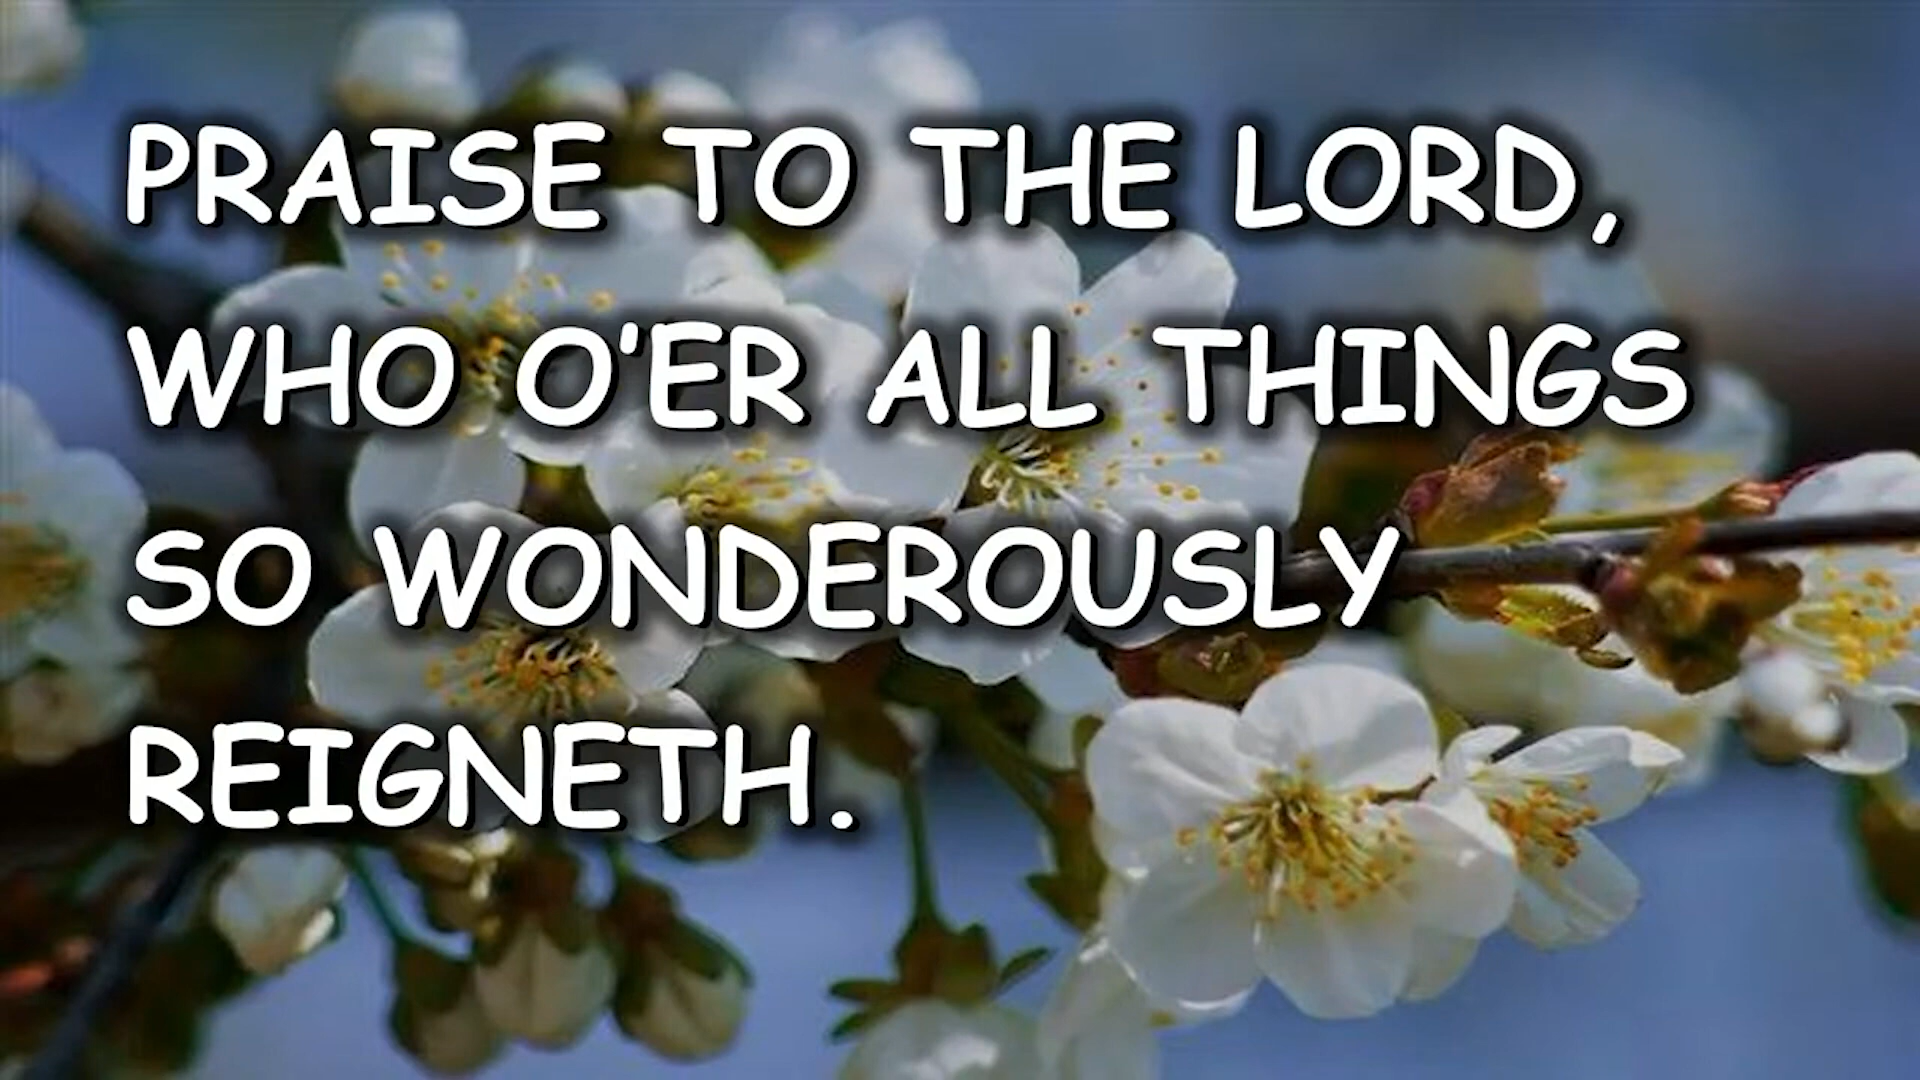 PRAISE TO THE LORD,
WHO O'ER ALL THINGS
SO WONDEROUSLY
REIGNETH.